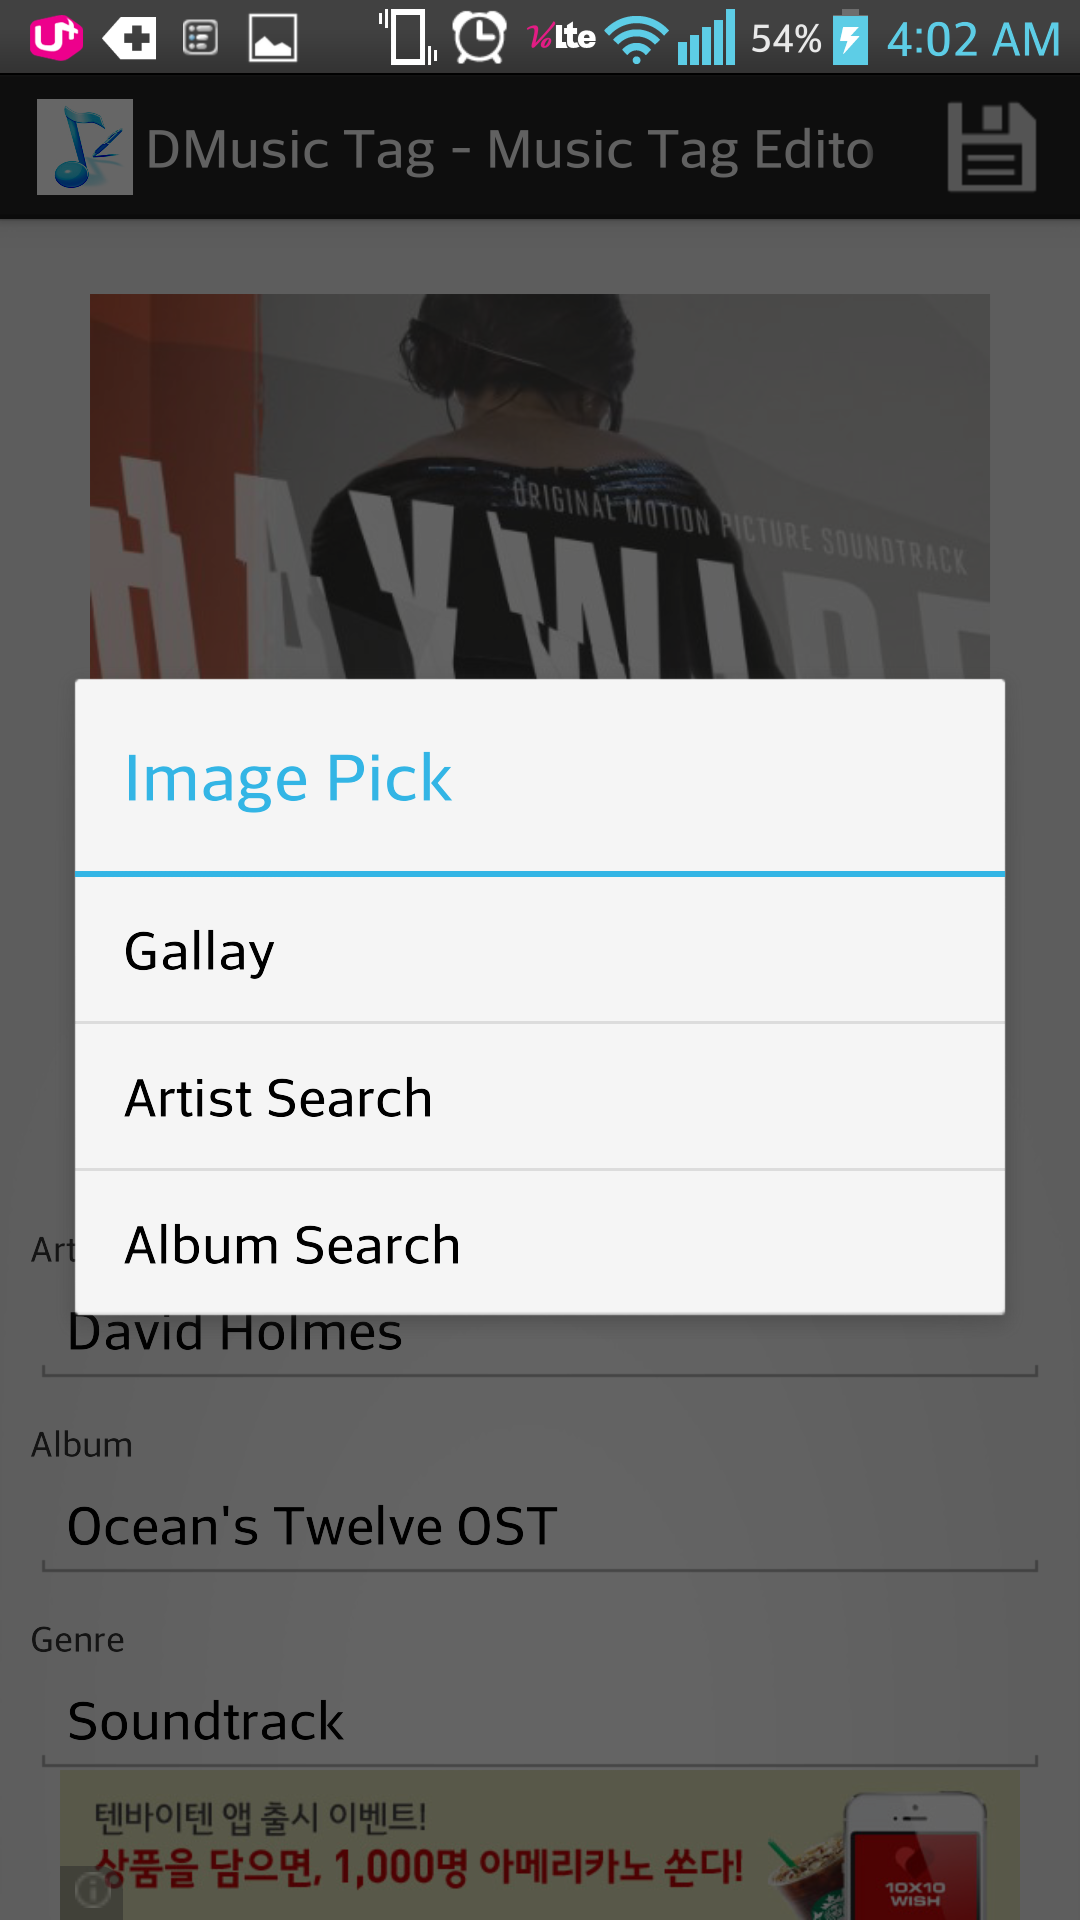 U+
VoLte
54%
4:02 AM
DMusic Tag - Music Tag Edito
ORIGINAL MOTION PICTURE SOUNDTRACK
HAYWIRE
Image Pick
Gallay
Artist Search
Album Search
Art
David Holmes
Album
Ocean's Twelve OST
Genre
Soundtrack
텐바이텐 앱 출시 이벤트!
상품을 담으면, 1,000명 아메리카노 쏜다!
10X10
WISH